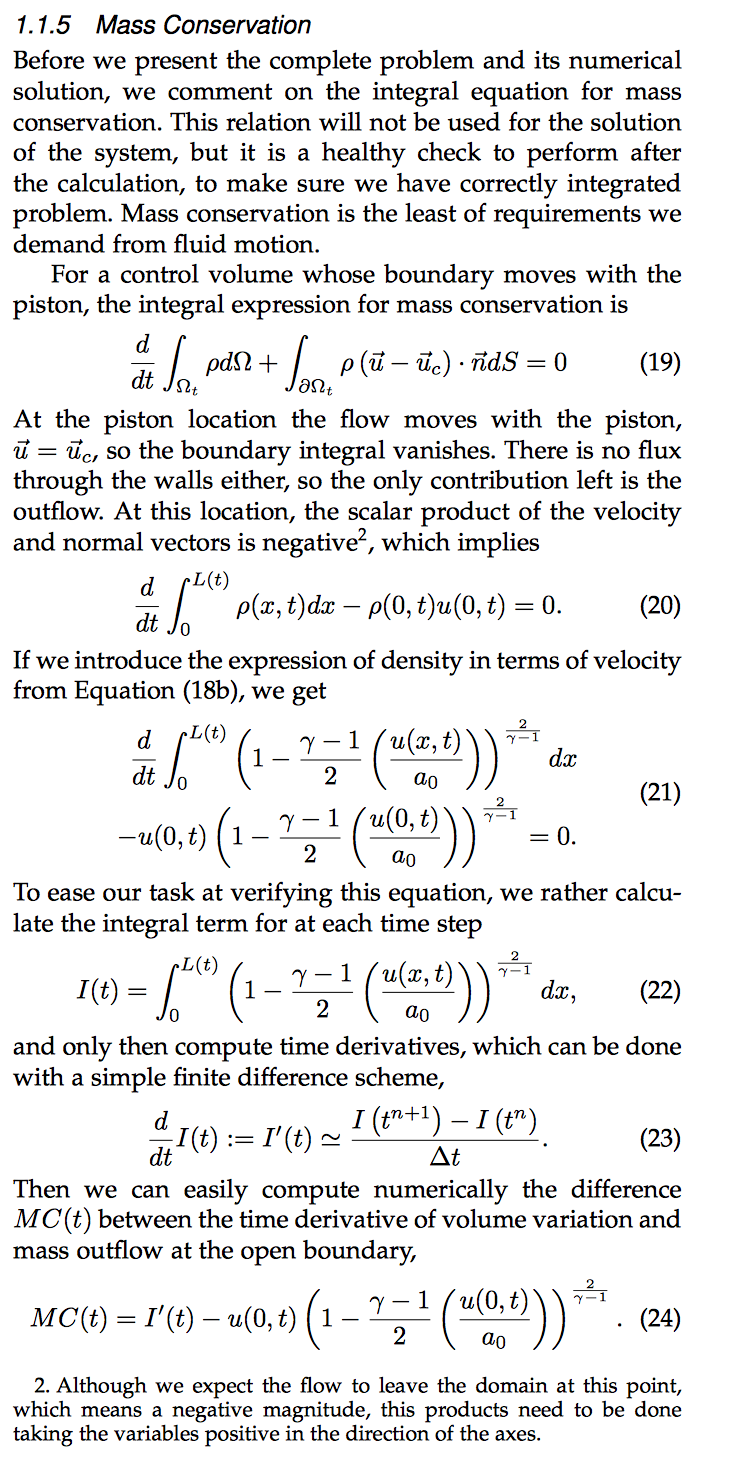 1.1.5 Mass Conservation
Before we present the complete problem and its numerical
solution, we comment on the integral equation for mass
conservation. This relation will not be used for the solution
of the system, but it is a healthy check to perform after
the calculation, to make sure we have correctly integrated
problem. Mass conservation is the least of requirements we
demand from fluid motion.
For a control volume whose boundary moves with the
piston, the integral expression for mass conservation is
$\frac{d}{dt} \int_{\Omega_t} \rho d\Omega + \int_{\partial\Omega_t} \rho (\vec{u} - \vec{u}_c) \cdot \vec{n} dS = 0$ (19)
At the piston location the flow moves with the piston,
$\vec{u} = \vec{u}_c$, so the boundary integral vanishes. There is no flux
through the walls either, so the only contribution left is the
outflow. At this location, the scalar product of the velocity
and normal vectors is negative², which implies
$\frac{d}{dt} \int_0^{L(t)} \rho(x,t)dx - \rho(0,t)u(0,t) = 0.$ (20)
If we introduce the expression of density in terms of velocity
from Equation (18b), we get
$\frac{d}{dt} \int_0^{L(t)} \left(1 - \frac{\gamma-1}{2} \left(\frac{u(x,t)}{a_0}\right)\right)^{\frac{2}{\gamma-1}} dx$
$-u(0,t) \left(1 - \frac{\gamma-1}{2} \left(\frac{u(0,t)}{a_0}\right)\right)^{\frac{2}{\gamma-1}} = 0.$ (21)
To ease our task at verifying this equation, we rather calcu-
late the integral term for at each time step
$I(t) = \int_0^{L(t)} \left(1 - \frac{\gamma-1}{2} \left(\frac{u(x,t)}{a_0}\right)\right)^{\frac{2}{\gamma-1}} dx,$ (22)
and only then compute time derivatives, which can be done
with a simple finite difference scheme,
$\frac{d}{dt} I(t) := I'(t) \simeq \frac{I(t^{n+1}) - I(t^n)}{\Delta t}.$ (23)
Then we can easily compute numerically the difference
$MC(t)$ between the time derivative of volume variation and
mass outflow at the open boundary,
$MC(t) = I'(t) - u(0,t) \left(1 - \frac{\gamma-1}{2} \left(\frac{u(0,t)}{a_0}\right)\right)^{\frac{2}{\gamma-1}}.$ (24)
2. Although we expect the flow to leave the domain at this point,
which means a negative magnitude, this products need to be done
taking the variables positive in the direction of the axes.